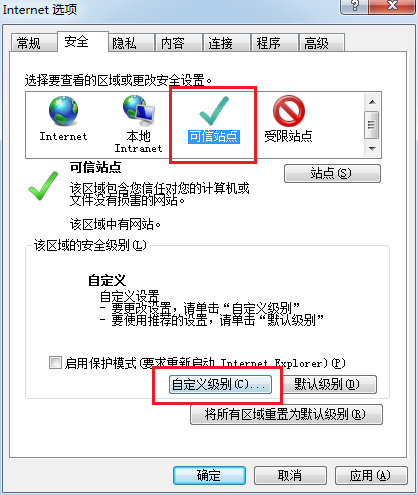 Internet 选项
常规 安全 隐私 内容 连接 程序 高级
选择要查看的区域或更改安全设置。
Internet 本地 Intranet 可信站点 受限站点
可信站点
站点(S)
该区域包含您信任对您的计算机或
文件没有损害的网站。
该区域中有网站。
该区域的安全级别(L)
自定义
自定义设置
- 要更改设置，请单击“自定义级别”
- 要使用推荐的设置，请单击“默认级别”
启用保护模式(要求重新启动 Internet Explorer)(P)
自定义级别(C)... 默认级别(D)
将所有区域重置为默认级别(R)
确定 取消 应用(A)